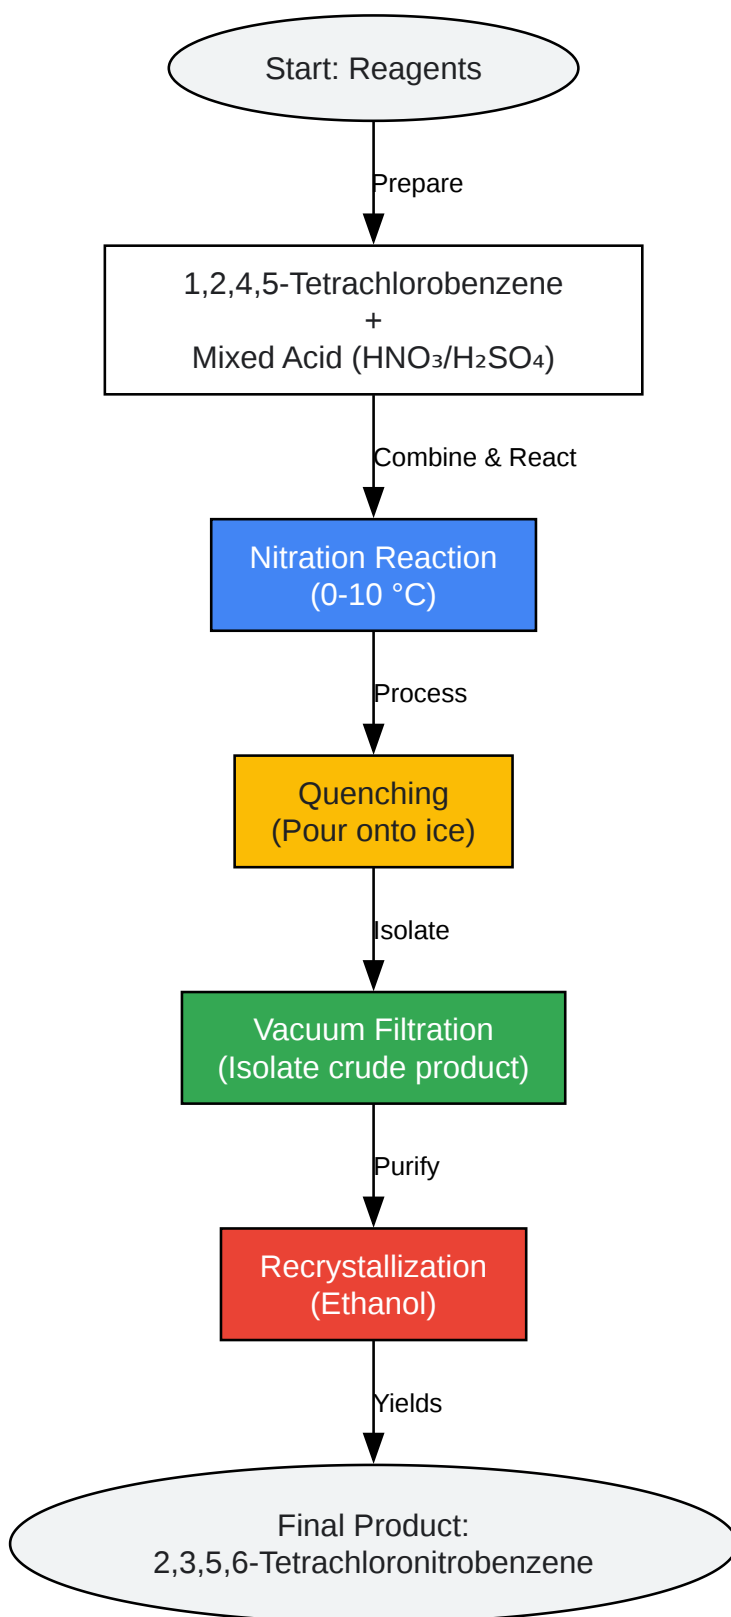 Start: Reagents
Prepare
1,2,4,5-Tetrachlorobenzene
+
Mixed Acid (HNO₃/H₂SO₄)
Combine & React
Nitration Reaction
(0-10 °C)
Process
Quenching
(Pour onto ice)
Isolate
Vacuum Filtration
(Isolate crude product)
Purify
Recrystallization
(Ethanol)
Yields
Final Product:
2,3,5,6-Tetrachloronitrobenzene